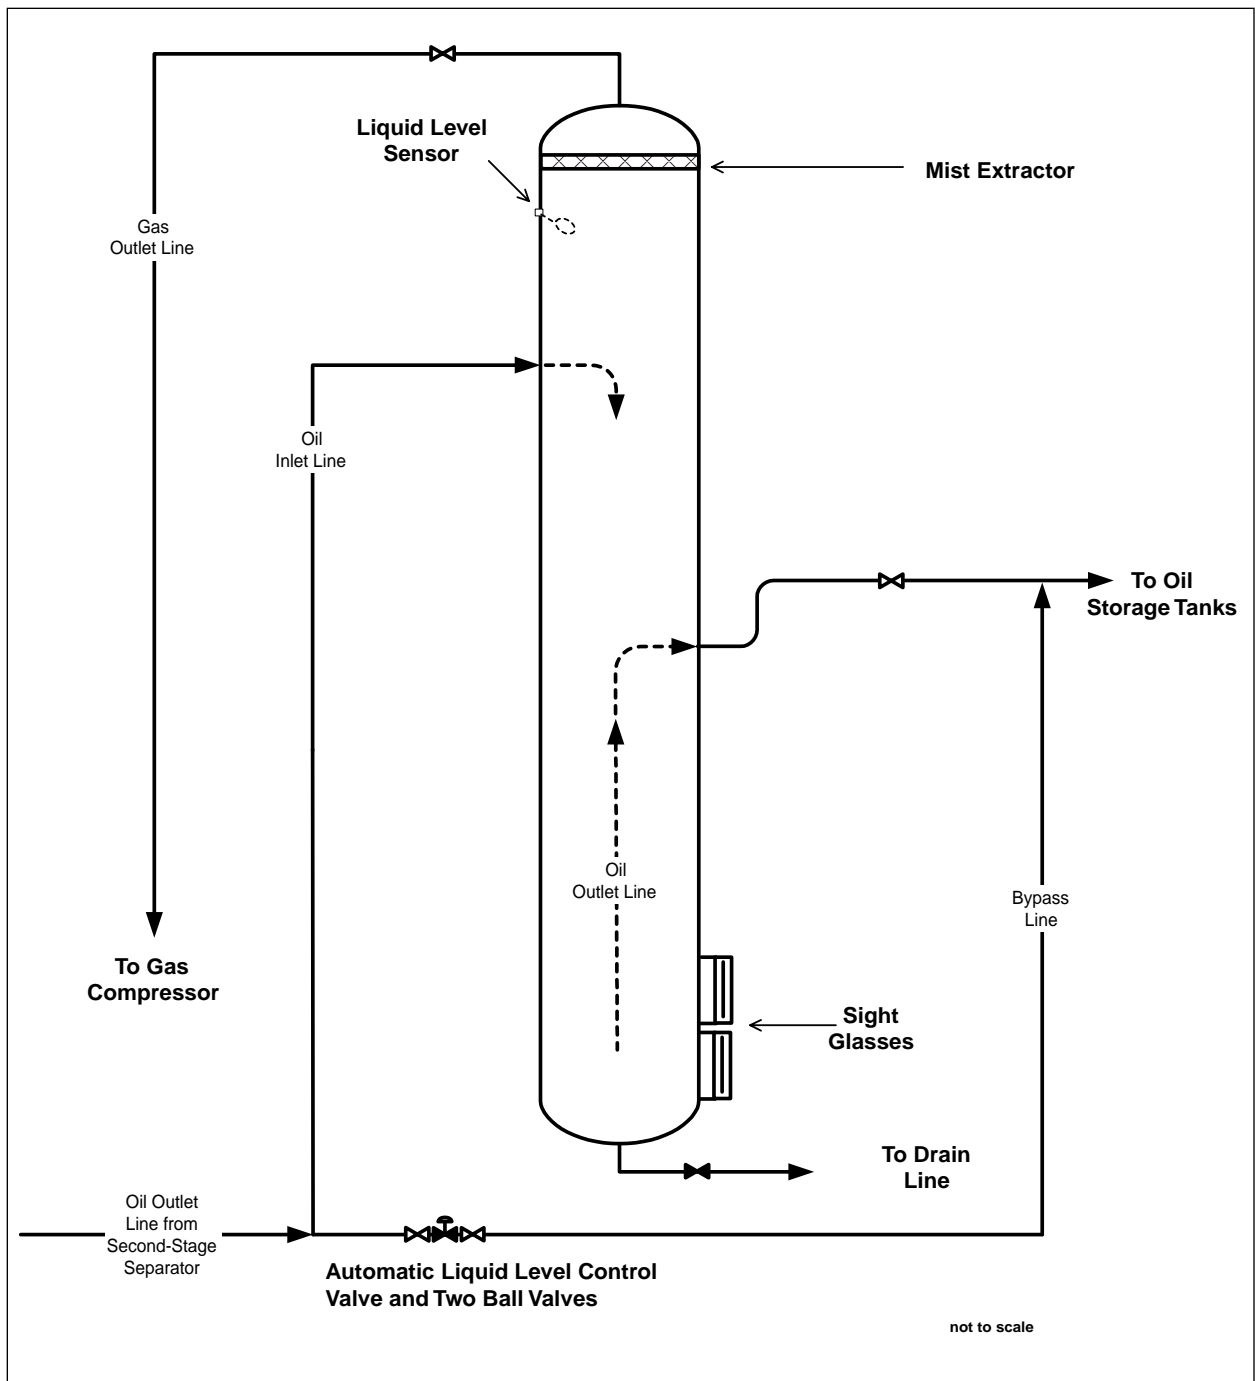 Liquid Level
Sensor
Mist Extractor
Gas
Outlet Line
Oil
Inlet Line
To Oil
Storage Tanks
Oil
Outlet Line
Bypass
Line
To Gas
Compressor
Sight
Glasses
To Drain
Line
Oil Outlet
Line from
Second-Stage
Separator
Automatic Liquid Level Control
Valve and Two Ball Valves
not to scale